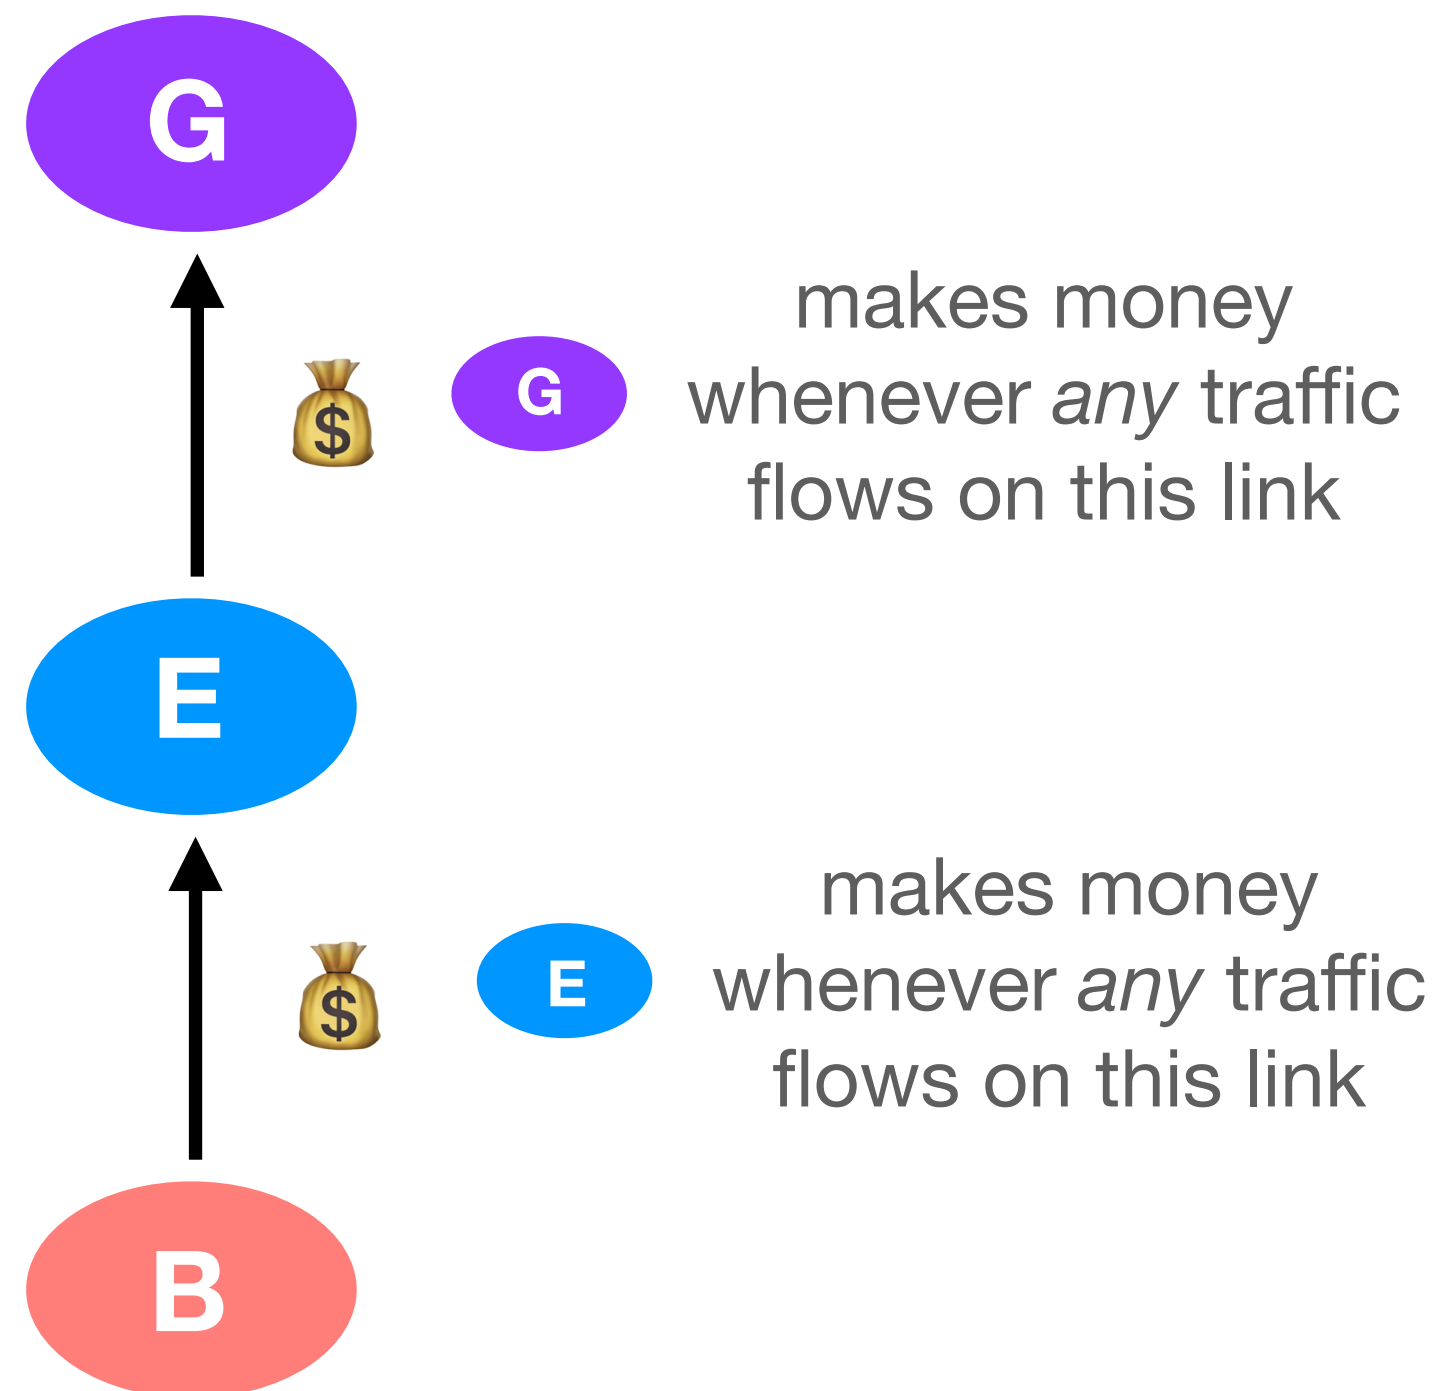 G
$
G
makes money
whenever any traffic
flows on this link
E
$
E
makes money
whenever any traffic
flows on this link
B